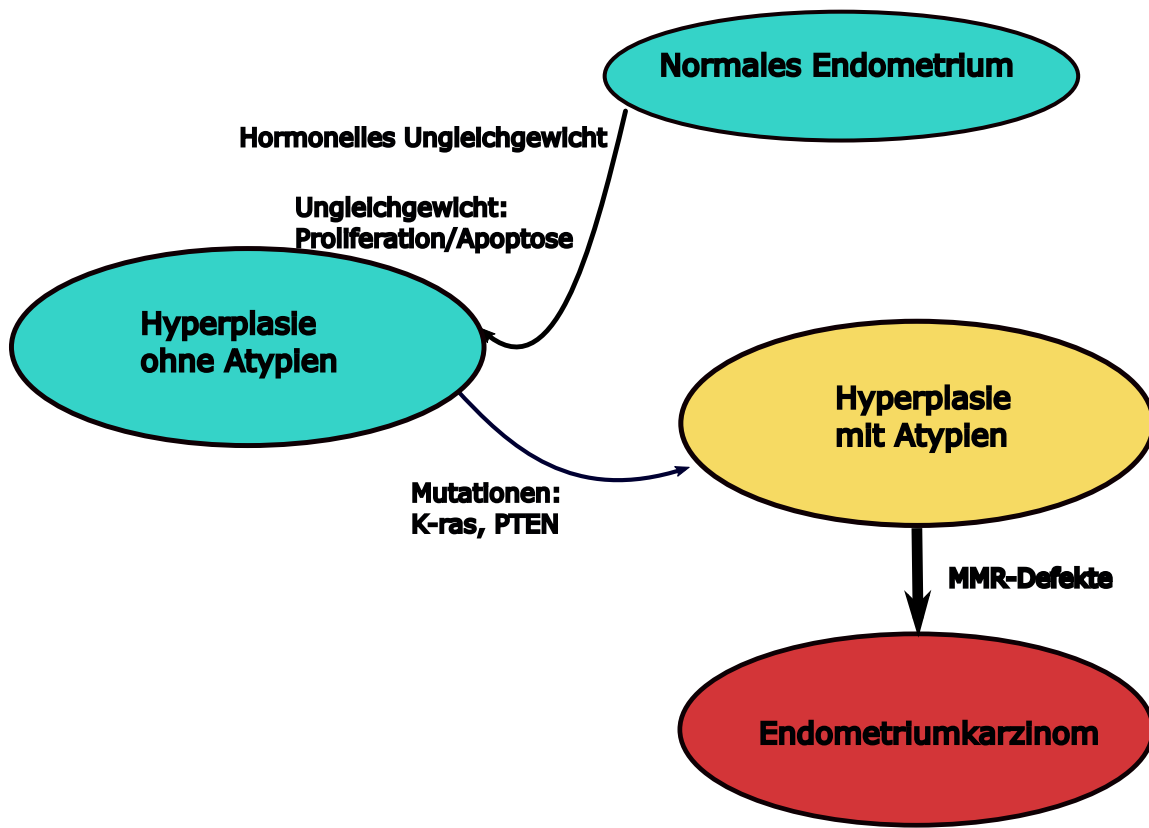 Normales Endometrium
Hormonelles Ungleichgewicht
Ungleichgewicht:
Proliferation/Apoptose
Hyperplasie
ohne Atypien
Hyperplasie
mit Atypien
Mutationen:
K-ras, PTEN
MMR-Defekte
Endometriumkarzinom